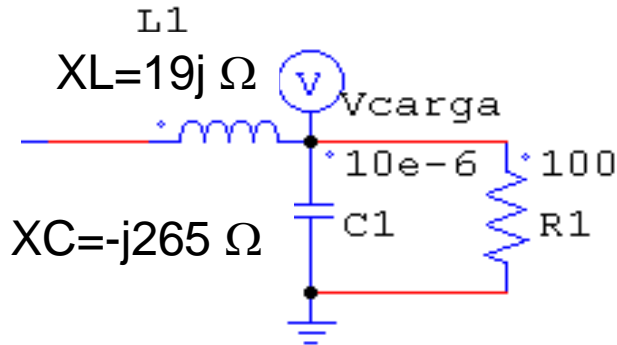 L1
XL=19j Ω
V
Vcarga
10e-6
100
C1
R1
XC=-j265 Ω